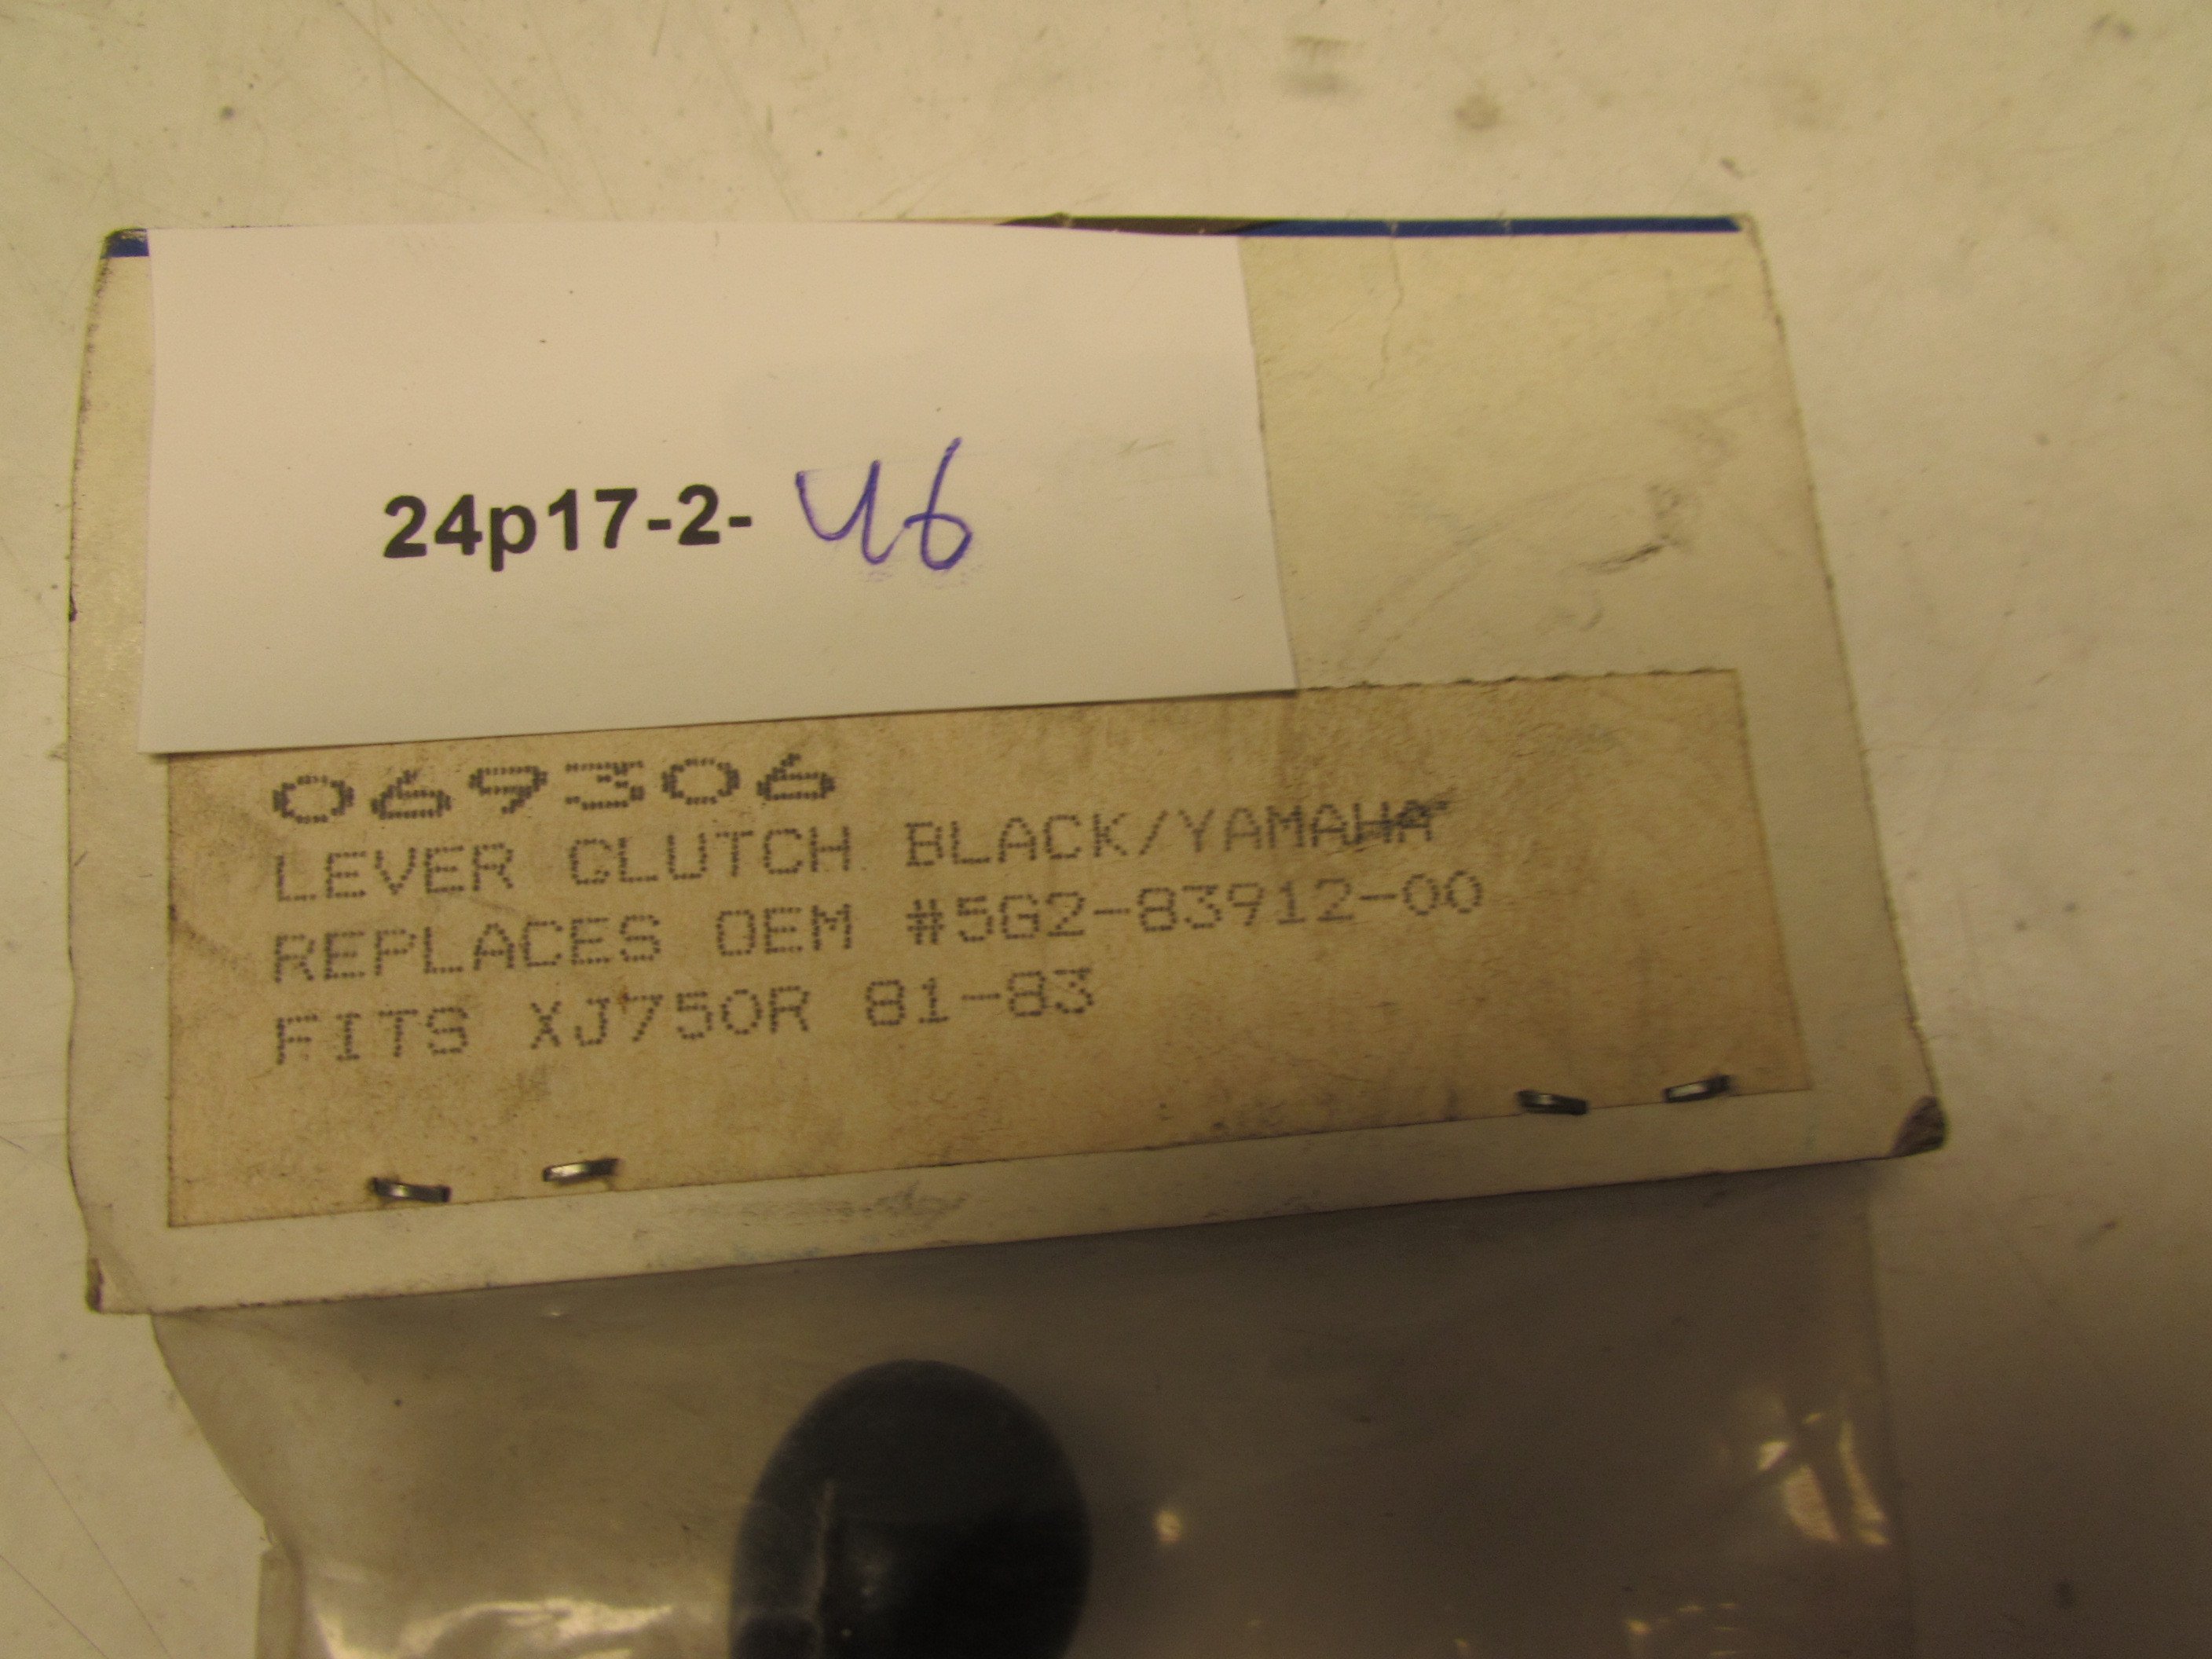 24p17-2- 46
069306
LEVER CLUTCH BLACK/YAMAHA
REPLACES OEM #5G2-83912-00
FITS XJ750R 81-83